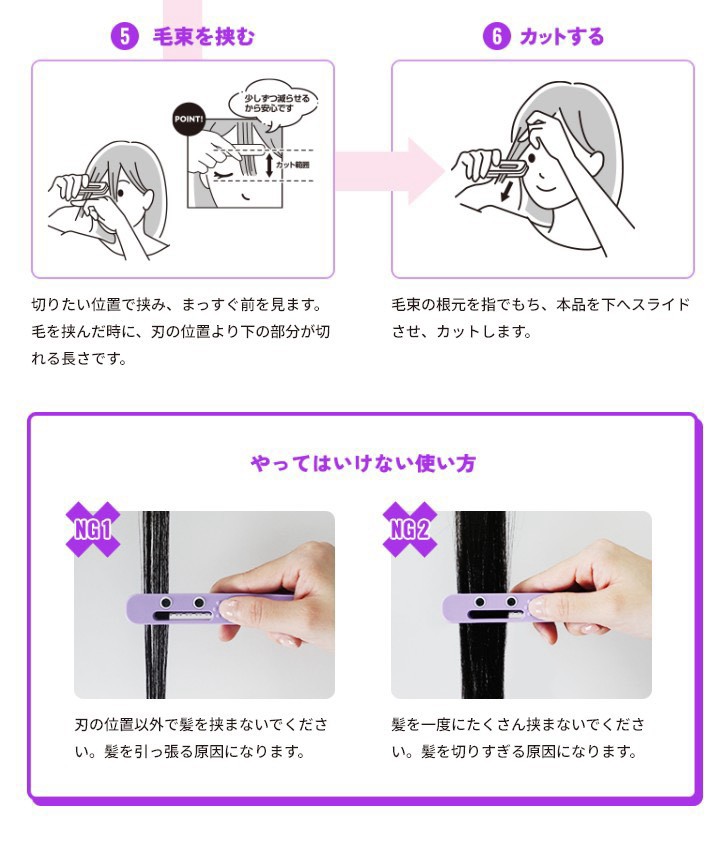 5 毛束を挟む
POINT!
少しずつ減らせる
から安心です
カット範囲
切りたい位置で挟み、まっすぐ前を見ます。
毛を挟んだ時に、刃の位置より下の部分が切
れる長さです。
6 カットする
毛束の根元を指でもち、本品を下へスライド
させ、カットします。
やってはいけない使い方
NG1
刃の位置以外で髪を挟まないでくださ
い。髪を引っ張る原因になります。
NG2
髪を一度にたくさん挟まないでくださ
い。髪を切りすぎる原因になります。